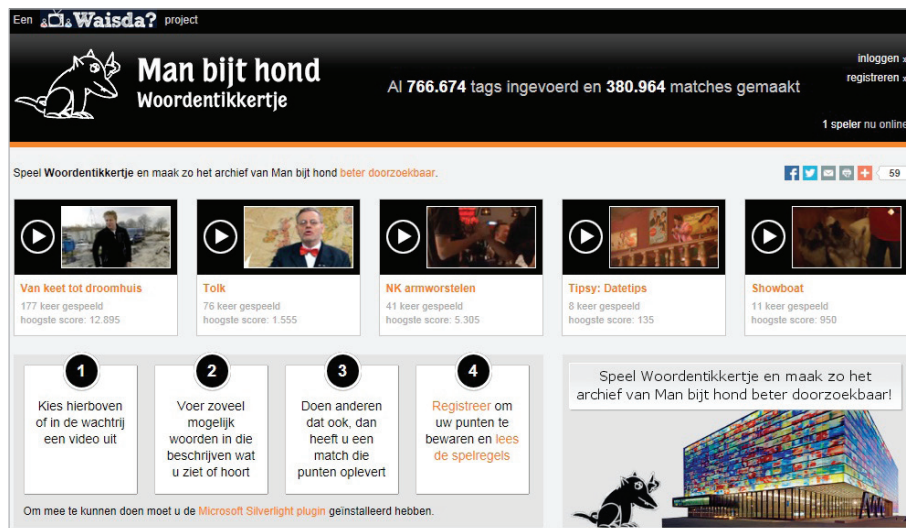 Een Waisda? project
Man bijt hond
Woordentikkertje
Al 766.674 tags ingevoerd en 380.964 matches gemaakt
inloggen »
registreren »
1 speler nu online
Speel Woordentikkertje en maak zo het archief van Man bijt hond beter doorzoekbaar.
59
Van keet tot droomhuis
177 keer gespeeld
hoogste score: 12.895
Tolk
76 keer gespeeld
hoogste score: 1.555
NK armworstelen
41 keer gespeeld
hoogste score: 5.305
Tipsy: Datetips
8 keer gespeeld
hoogste score: 135
Showboat
11 keer gespeeld
hoogste score: 950
1
Kies hierboven
of in de wachtrij
een video uit
2
Voer zoveel
mogelijk
woorden in die
beschrijven wat
u ziet of hoort
3
Doen anderen
dat ook, dan
heeft u een
match die
punten oplevert
4
Registreer om
uw punten te
bewaren en lees
de spelregels
Om mee te kunnen doen moet u de Microsoft Silverlight plugin geïnstalleerd hebben.
Speel Woordentikkertje en maak zo het
archief van Man bijt hond beter doorzoekbaar!